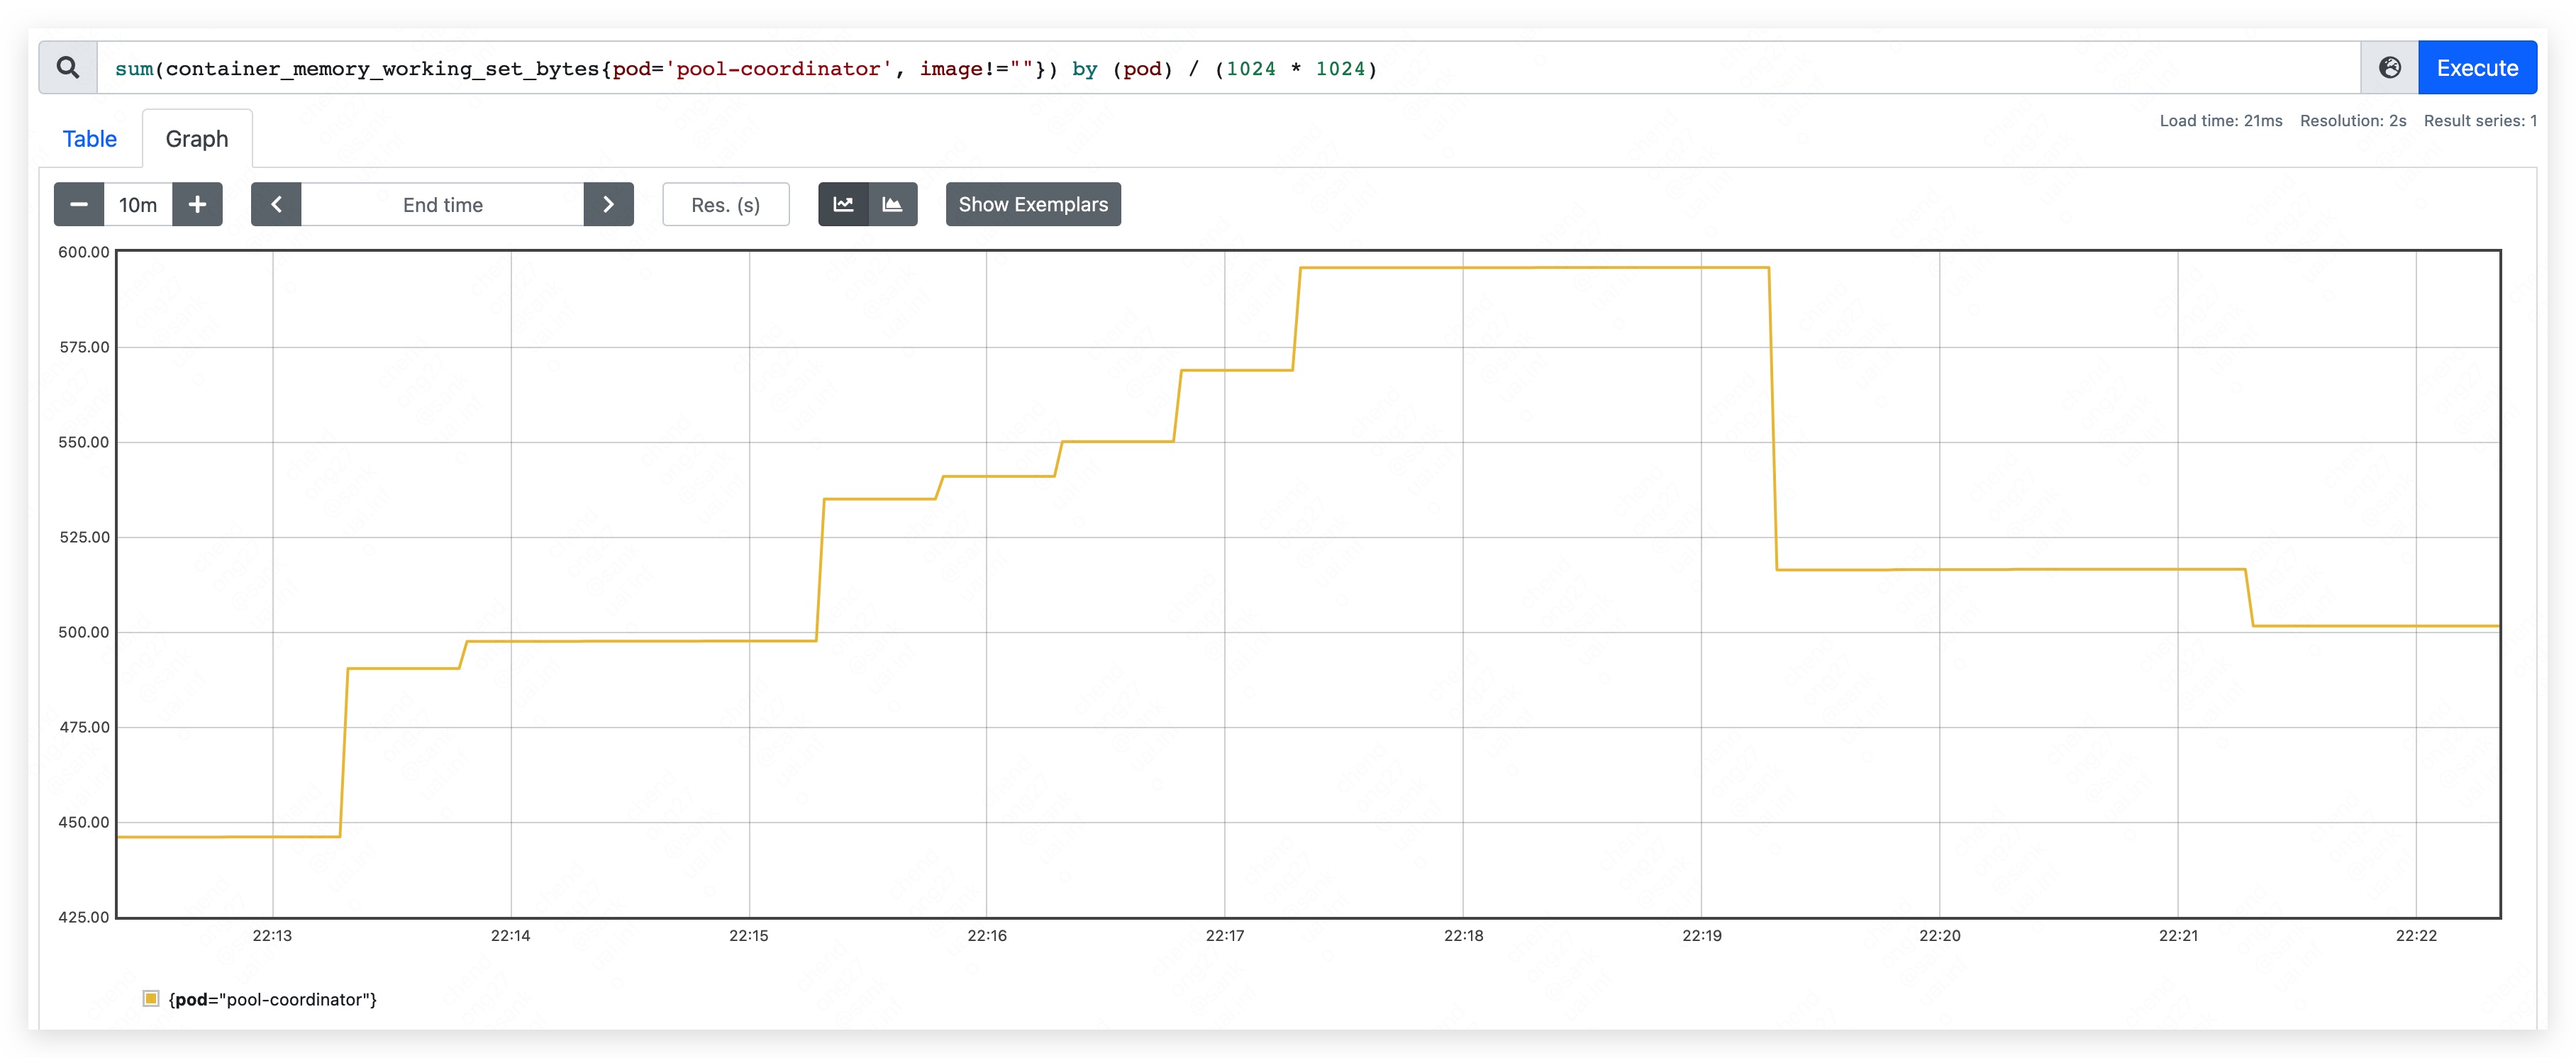 sum(container_memory_working_set_bytes{pod='pool-coordinator', image!=""}) by (pod) / (1024 * 1024)
Execute
Table
Graph
Load time: 21ms Resolution: 2s Result series: 1
10m
End time
Res. (s)
Show Exemplars
600.00
575.00
550.00
525.00
500.00
475.00
450.00
425.00
22:13 22:14 22:15 22:16 22:17 22:18 22:19 22:20 22:21 22:22
{pod="pool-coordinator"}